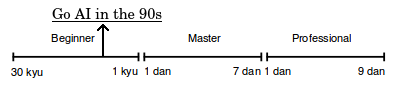 Go AI in the 90s
Beginner Master Professional
30 kyu 1 kyu 1 dan 7 dan 1 dan 9 dan